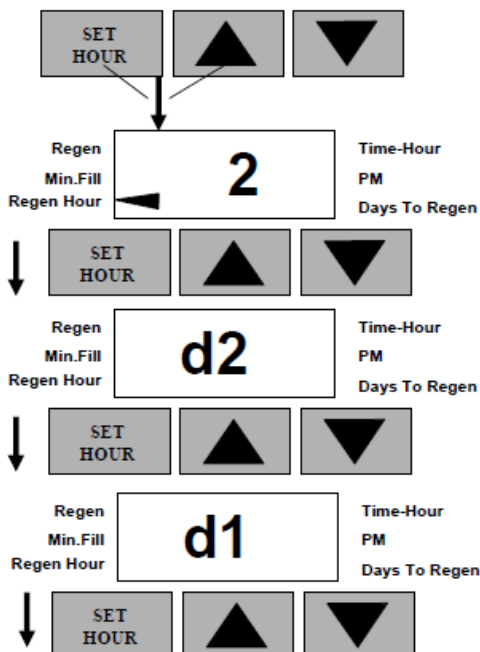 SET
HOUR
Regen
Min.Fill
Regen Hour
2
Time-Hour
PM
Days To Regen
SET
HOUR
Regen
Min.Fill
Regen Hour
d2
Time-Hour
PM
Days To Regen
SET
HOUR
Regen
Min.Fill
Regen Hour
d1
Time-Hour
PM
Days To Regen
SET
HOUR